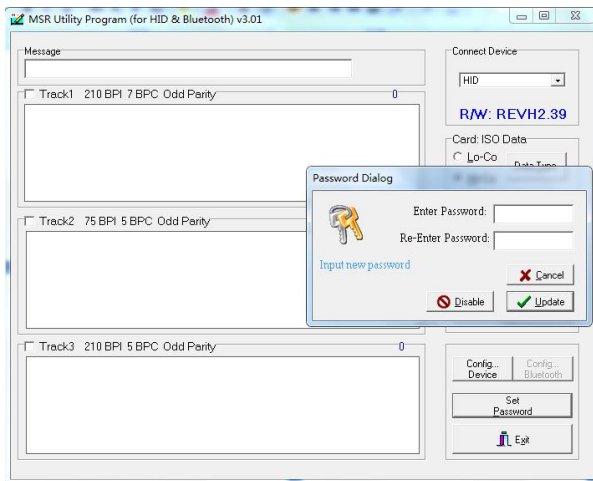 MSR Utility Program (for HID & Bluetooth) v3.01
Message
Connect Device
HID
R/W: REVH2.39
Track1 210 BPI 7 BPC Odd Parity 0
Card: ISO Data
Lo-Co
Data Type
Password Dialog
Enter Password:
Re-Enter Password:
Input new password
Cancel
Disable
Update
Track2 75 BPI 5 BPC Odd Parity
Track3 210 BPI 5 BPC Odd Parity 0
Config... Device
Config... Bluetooth
Set Password
Exit